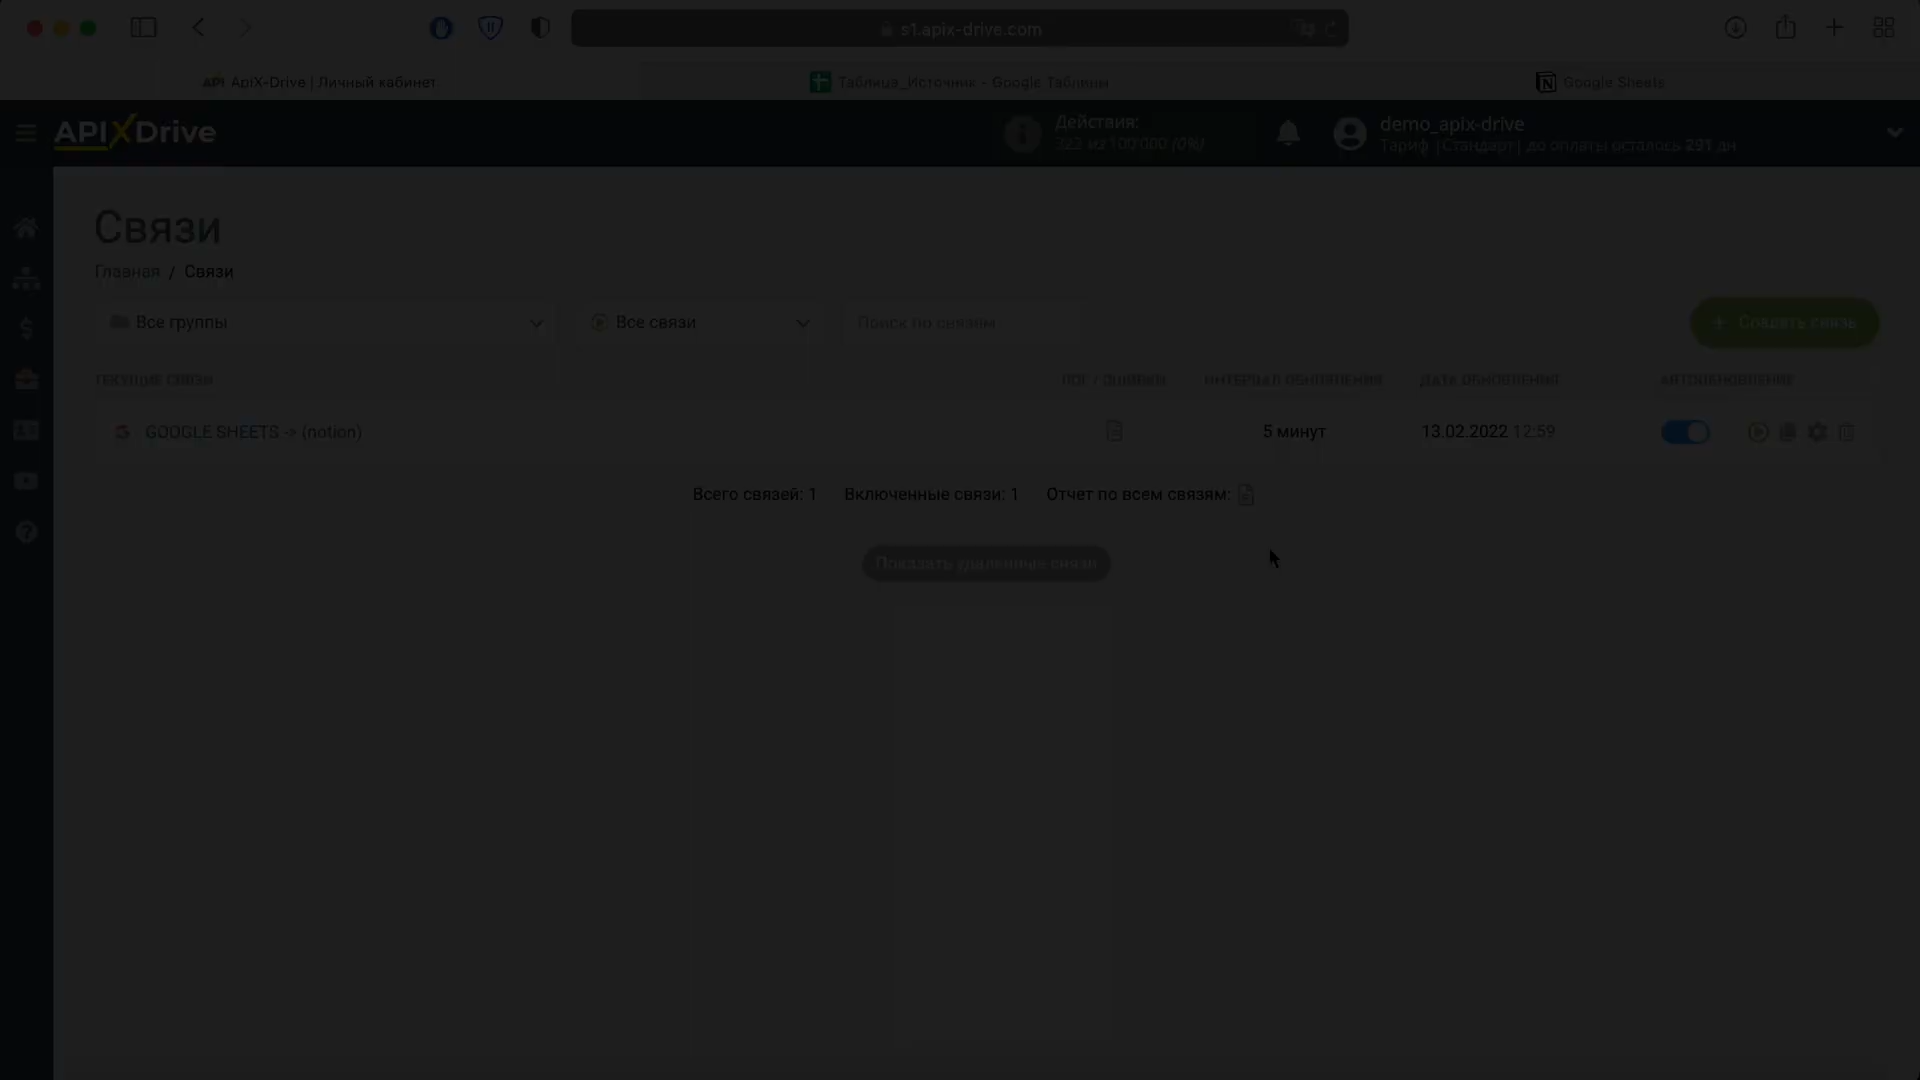 s1.apix-drive.com
API ApiX-Drive | Личный кабинет
Таблица_Источник - Google Таблицы
Google Sheets
APIXDrive
Действия:
323 из 100'000 (0%)
demo_apix-drive
Тариф |Стандарт| до оплаты осталось 291 дн
Связи
Главная / Связи
Все группы
Все связи
Поиск по связям
+ Создать связь
ТЕКУЩИЕ СВЯЗИ
ЛОГ / ОШИБКИ
ИНТЕРВАЛ ОБНОВЛЕНИЯ
ДАТА ОБНОВЛЕНИЯ
АВТООБНОВЛЕНИЕ
GOOGLE SHEETS -> (notion)
5 минут
13.02.2022 12:59
Всего связей: 1
Включенные связи: 1
Отчет по всем связям:
Показать удаленные связи